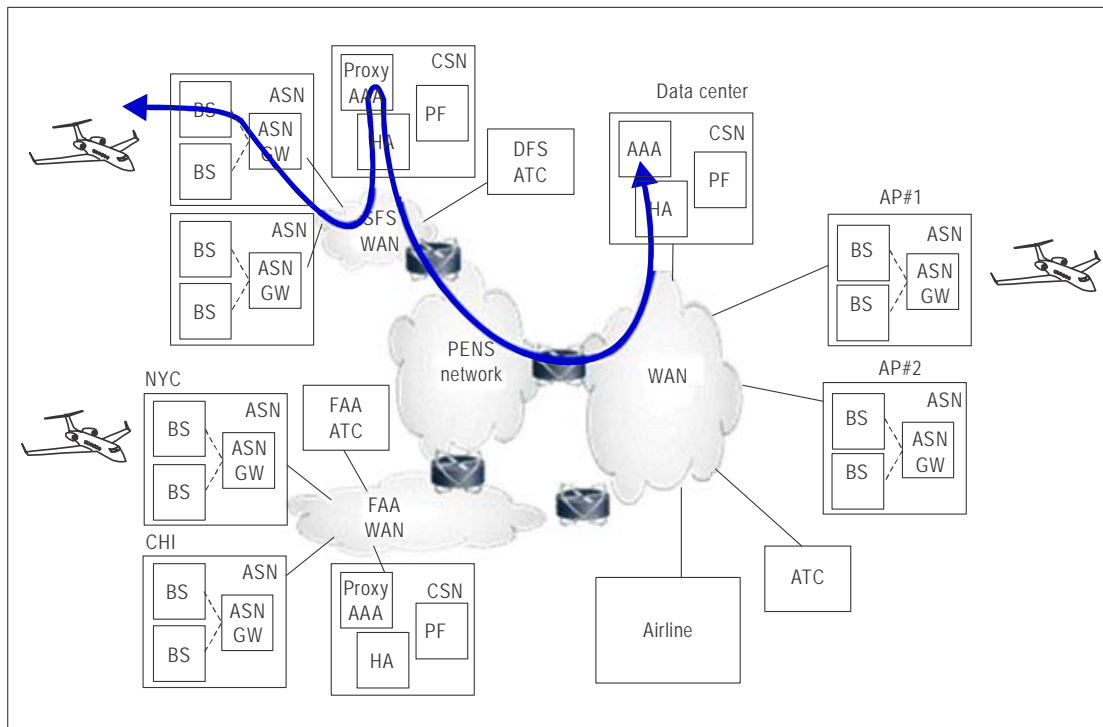 ASN
BS
ASN
GW
BS
CSN
Proxy
AAA
HA
PF
DFS
ATC
Data center
CSN
AAA
HA
PF
ASN
BS
ASN
GW
BS
SFS
WAN
AP#1
ASN
BS
ASN
GW
BS
PENS
network
WAN
NYC
ASN
BS
ASN
GW
BS
FAA
ATC
AP#2
ASN
BS
ASN
GW
BS
FAA
WAN
CHI
ASN
BS
ASN
GW
BS
CSN
Proxy
AAA
HA
PF
Airline
ATC